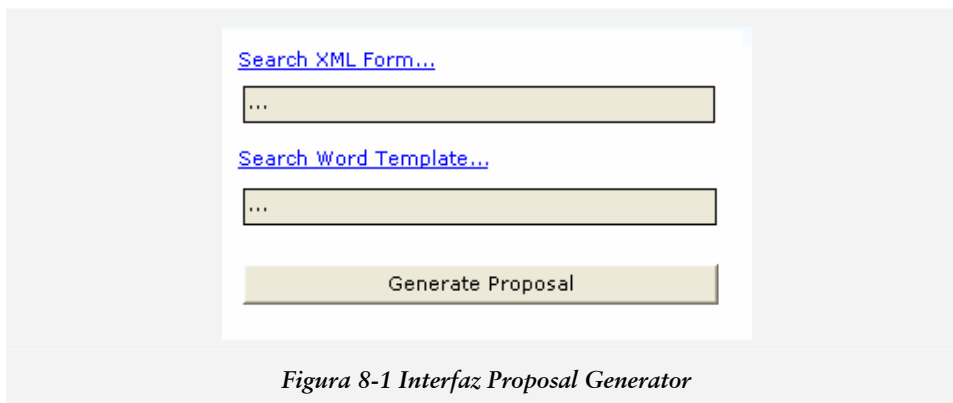 Search XML Form...
...
Search Word Template...
...
Generate Proposal
Figura 8-1 Interfaz Proposal Generator